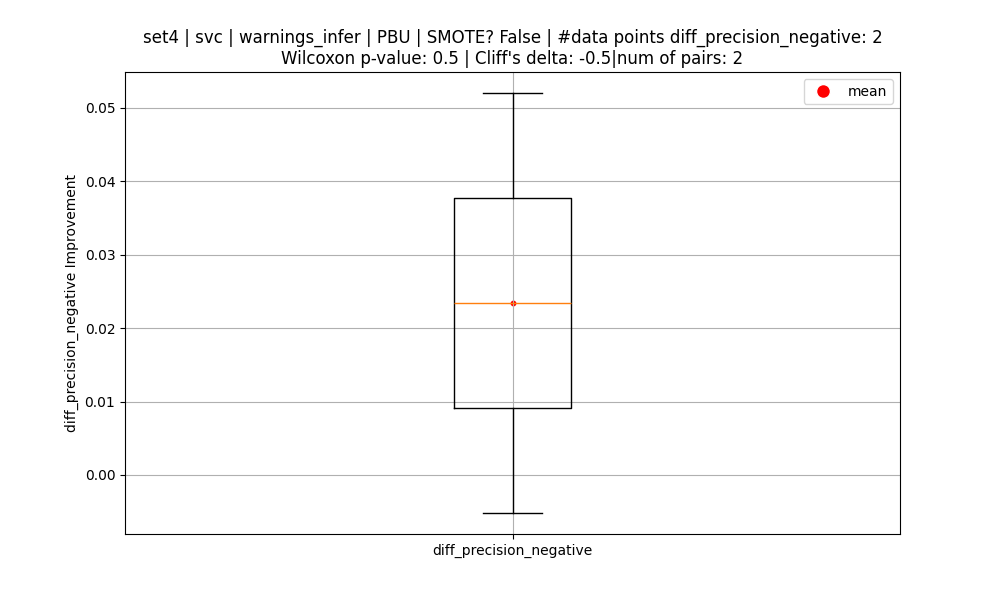 set4 | svc | warnings_infer | PBU | SMOTE? False | #data points diff_precision_negative: 2
Wilcoxon p-value: 0.5 | Cliff's delta: -0.5|num of pairs: 2
mean
0.05
0.04
0.03
0.02
0.01
0.00
diff_precision_negative Improvement
diff_precision_negative